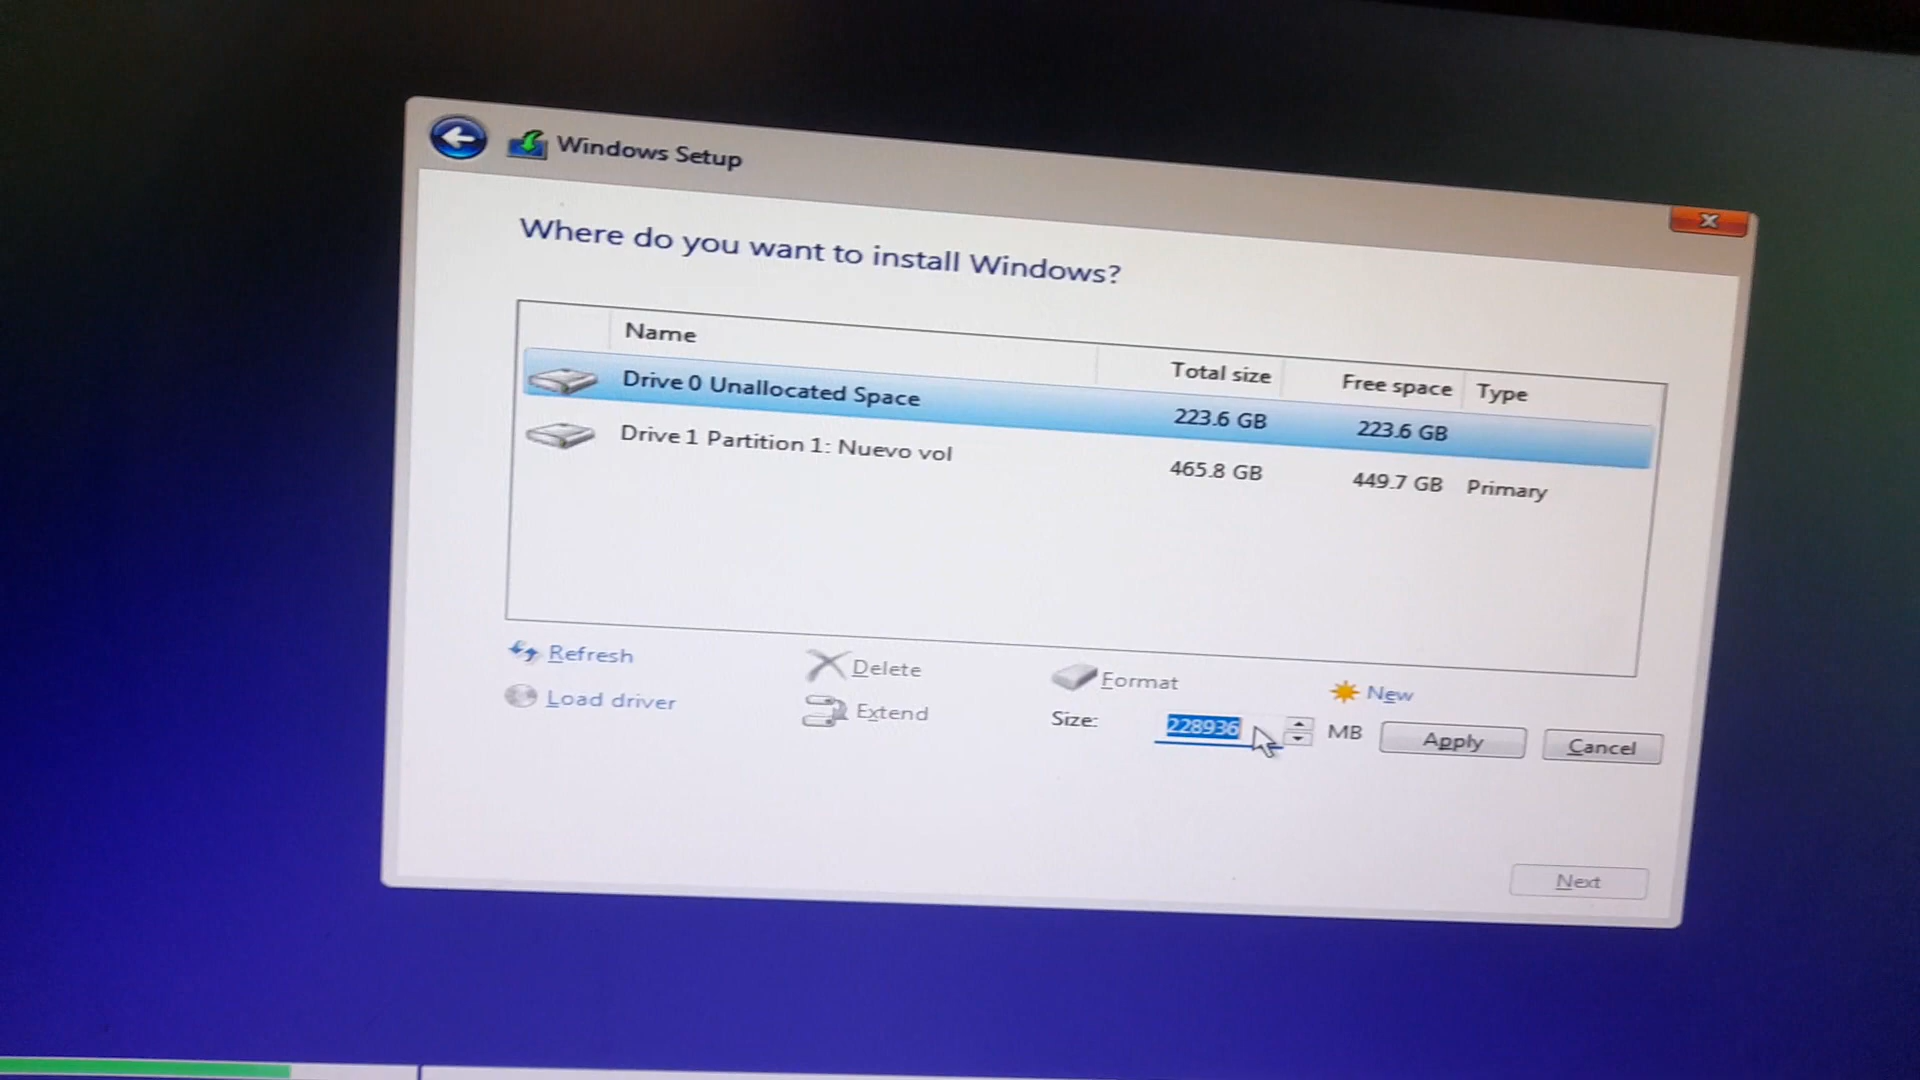 Windows Setup
Where do you want to install Windows?
Name Total size Free space Type
Drive 0 Unallocated Space 223.6 GB 223.6 GB
Drive 1 Partition 1: Nuevo vol 465.8 GB 449.7 GB Primary
Refresh Delete Format New
Load driver Extend Size: 228936 MB Apply Cancel
Next